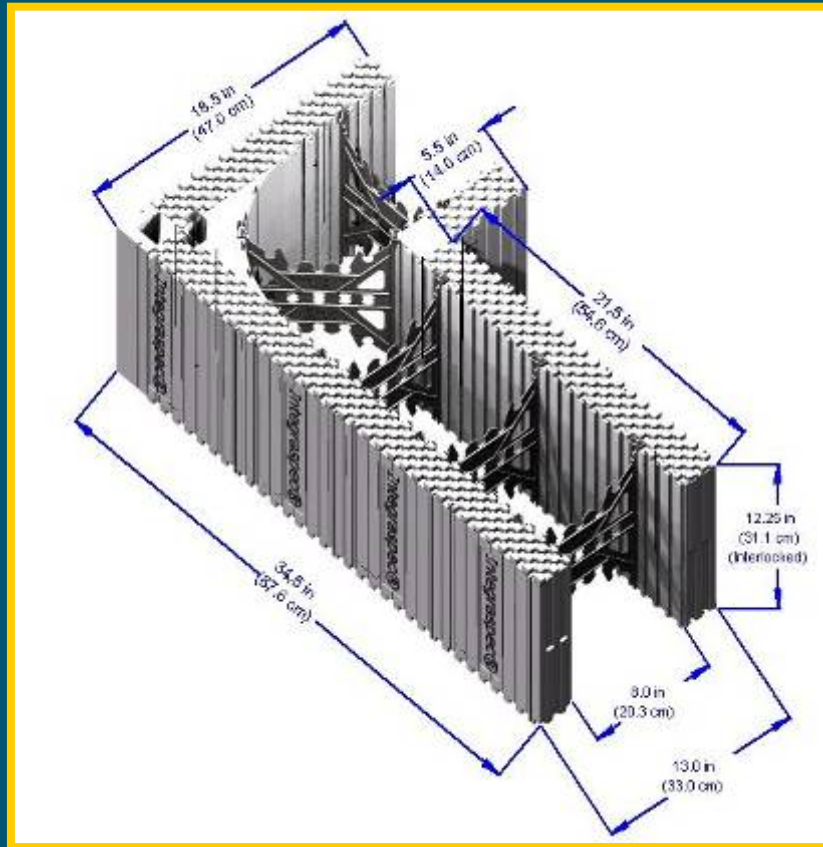 18.5 in
(47.0 cm)
5.5 in
(14.0 cm)
21.5 in
(54.6 cm)
Integraspec®
Integraspec®
Integraspec®
Integraspec®
12.25 in
(31.1 cm)
(Interlocked)
34.5 in
(87.6 cm)
8.0 in
(20.3 cm)
13.0 in
(33.0 cm)